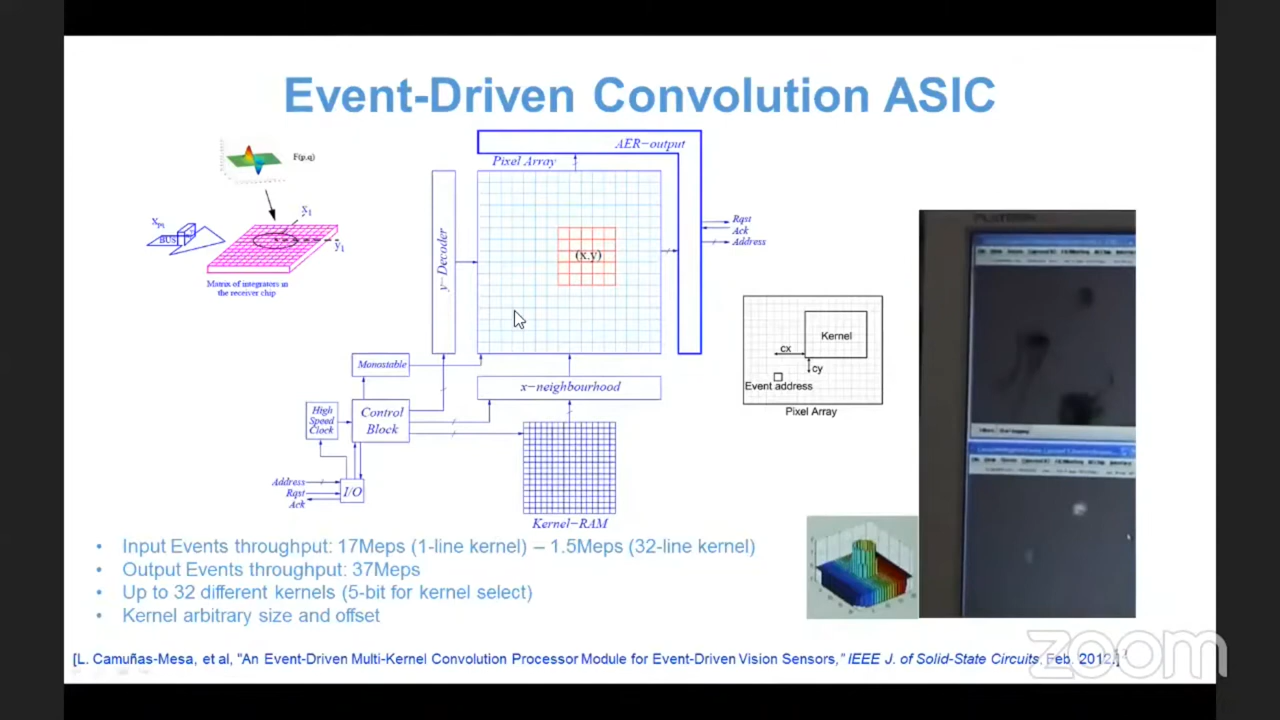 Event-Driven Convolution ASIC
F(p,q)
AER-output
Pixel Array
x1
y1
Xpq
BUS
Matrix of integrators in
the receiver chip
y-Decoder
(x,y)
Rqst
Ack
Address
Monostable
x-neighbourhood
High
Speed
Clock
Control
Block
Address
Rqst
Ack
I/O
Kernel-RAM
Kernel
cx
cy
Event address
Pixel Array
• Input Events throughput: 17Meps (1-line kernel) – 1.5Meps (32-line kernel)
• Output Events throughput: 37Meps
• Up to 32 different kernels (5-bit for kernel select)
• Kernel arbitrary size and offset
[L. Camuñas-Mesa, et al, "An Event-Driven Multi-Kernel Convolution Processor Module for Event-Driven Vision Sensors," IEEE J. of Solid-State Circuits, Feb. 2012.]
zoom